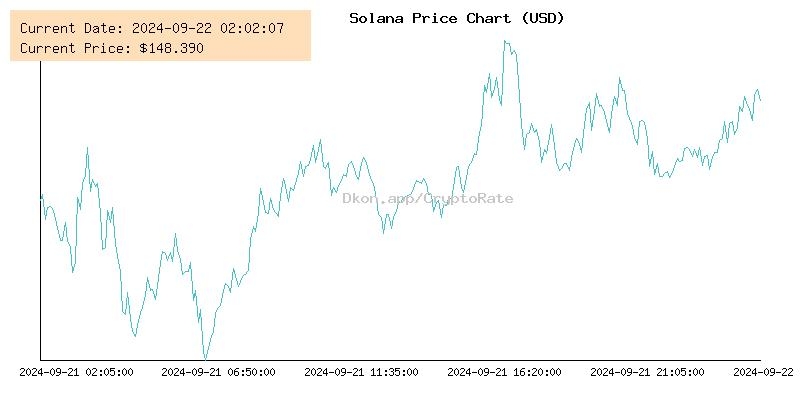 Solana Price Chart (USD)
Current Date: 2024-09-22 02:02:07
Current Price: $148.390
Dkon.app/CryptoRate
2024-09-21 02:05:00 2024-09-21 06:50:00 2024-09-21 11:35:00 2024-09-21 16:20:00 2024-09-21 21:05:00 2024-09-22